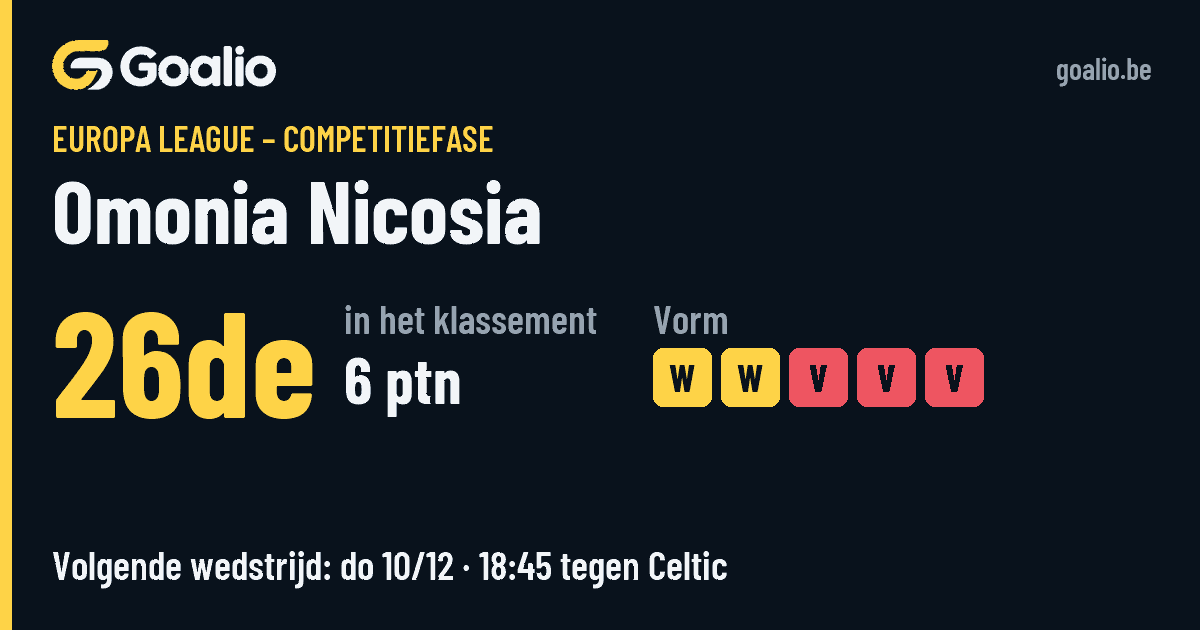 Goalio
goalio.be
EUROPA LEAGUE – COMPETITIEFASE
Omonia Nicosia
26de
in het klassement
6 ptn
Vorm
W W V V V
Volgende wedstrijd: do 10/12 · 18:45 tegen Celtic